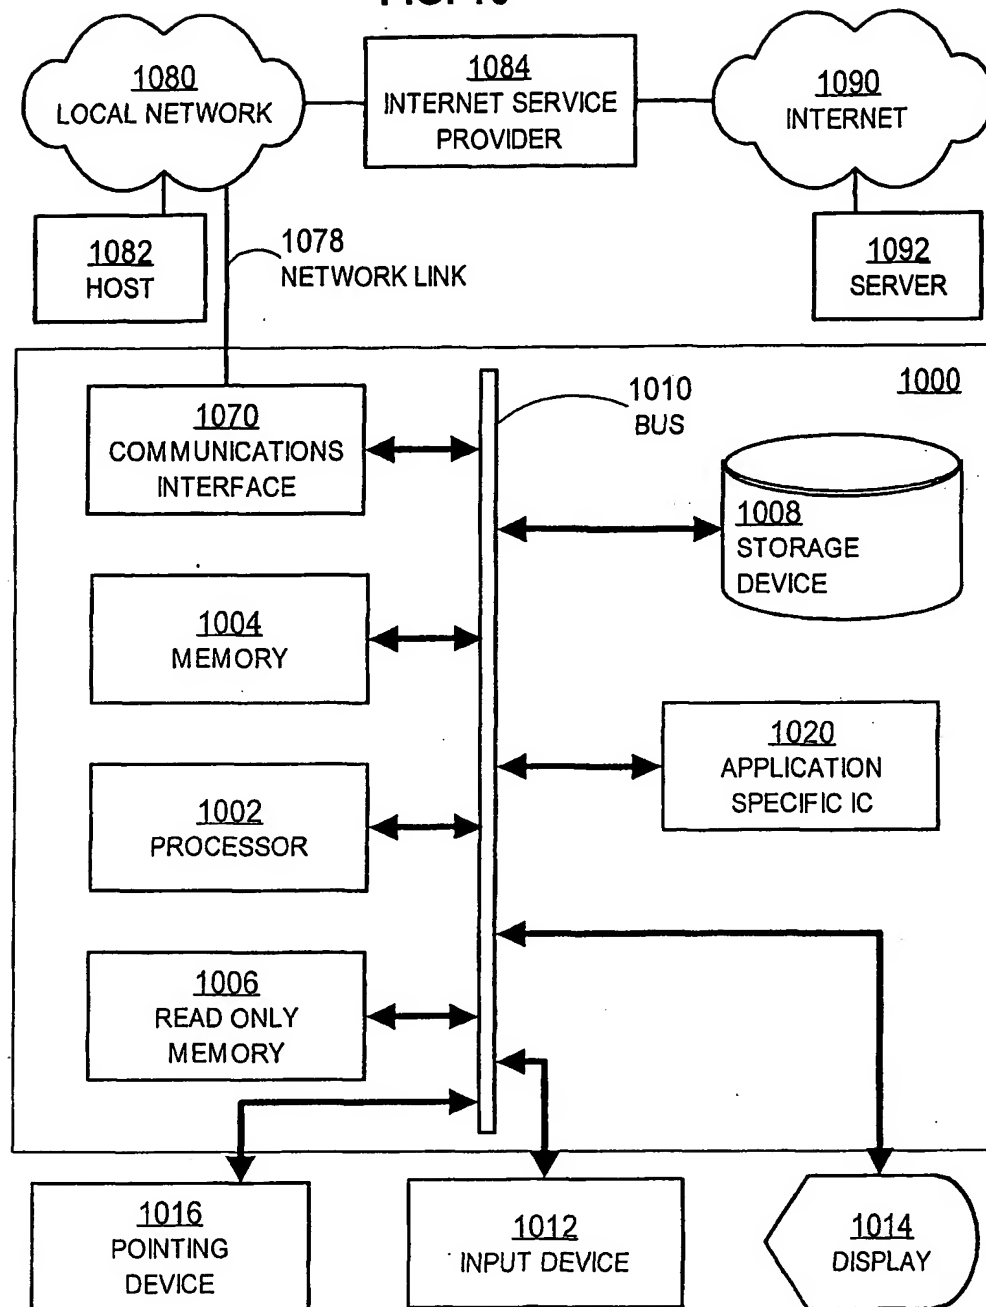 1080
LOCAL NETWORK
1084
INTERNET SERVICE
PROVIDER
1090
INTERNET
1082
HOST
1078
NETWORK LINK
1092
SERVER
1000
1070
COMMUNICATIONS
INTERFACE
1010
BUS
1008
STORAGE
DEVICE
1004
MEMORY
1020
APPLICATION
SPECIFIC IC
1002
PROCESSOR
1006
READ ONLY
MEMORY
1016
POINTING
DEVICE
1012
INPUT DEVICE
1014
DISPLAY